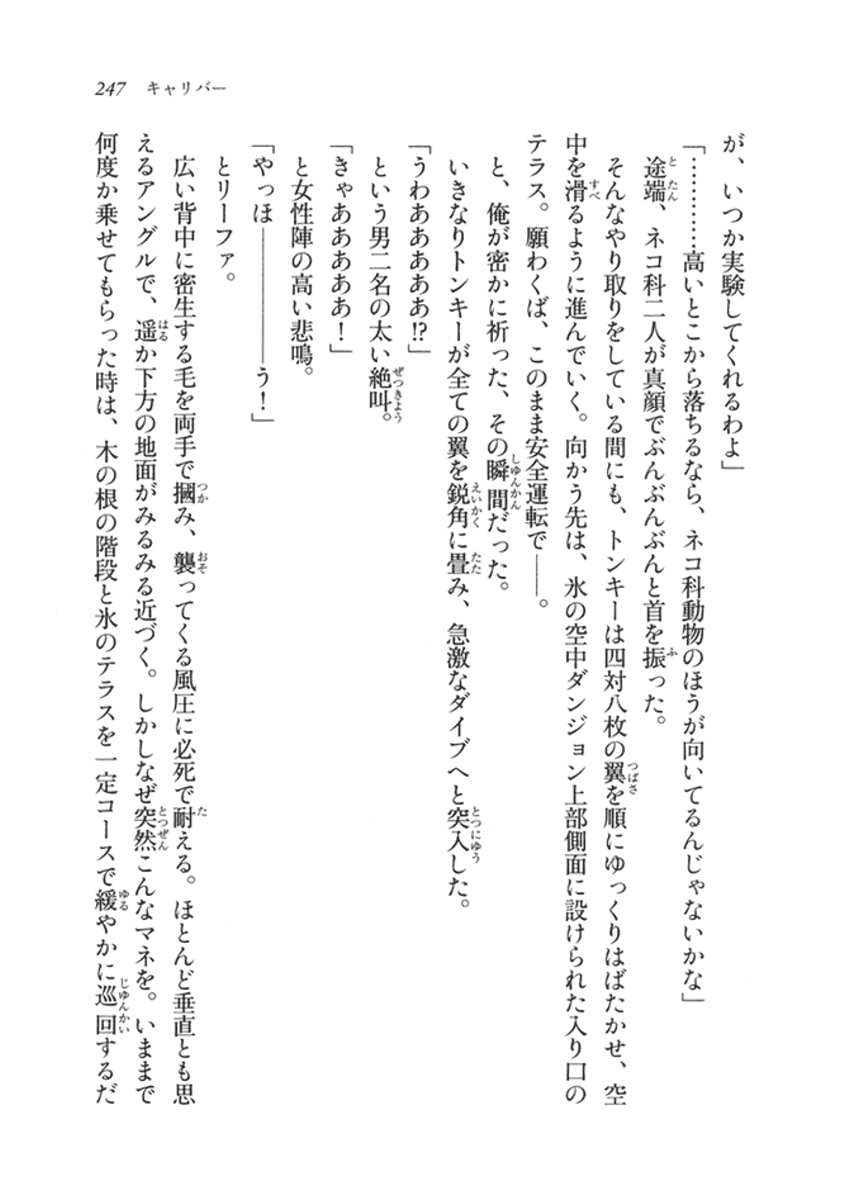 247 キャリバー
が、いつか実験してくれるわよ」
「…………高いとこから落ちるなら、ネコ科動物のほうが向いてるんじゃないかな」
途端、ネコ科二人が真顔でぶんぶんぶんと首を振った。
そんなやり取りをしている間にも、トンキーは四対八枚の翼を順にゆっくりはばたかせ、空
中を滑るように進んでいく。向かう先は、氷の空中ダンジョン上部側面に設けられた入り口の
テラス。願わくば、このまま安全運転で――。
と、俺が密かに祈った、その瞬間だった。
いきなりトンキーが全ての翼を鋭角に畳み、急激なダイブへと突入した。
「うわああああああ!?」
という男二名の太い絶叫。
「きゃあああああ！」
と女性陣の高い悲鳴。
「やっほ――――――う！」
とリーファ。
広い背中に密生する毛を両手で摑み、襲ってくる風圧に必死で耐える。ほとんど垂直とも思
えるアングルで、遥か下方の地面がみるみる近づく。しかしなぜ突然こんなマネを。いままで
何度か乗せてもらった時は、木の根の階段と氷のテラスを一定コースで緩やかに巡回するだ